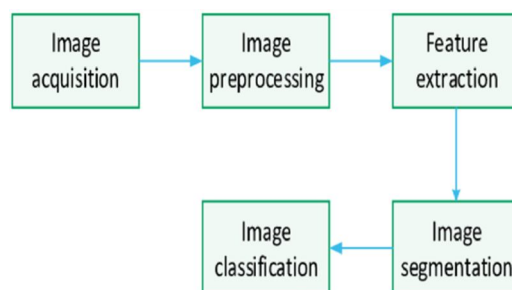 Image
acquisition
Image
preprocessing
Feature
extraction
Image
segmentation
Image
classification